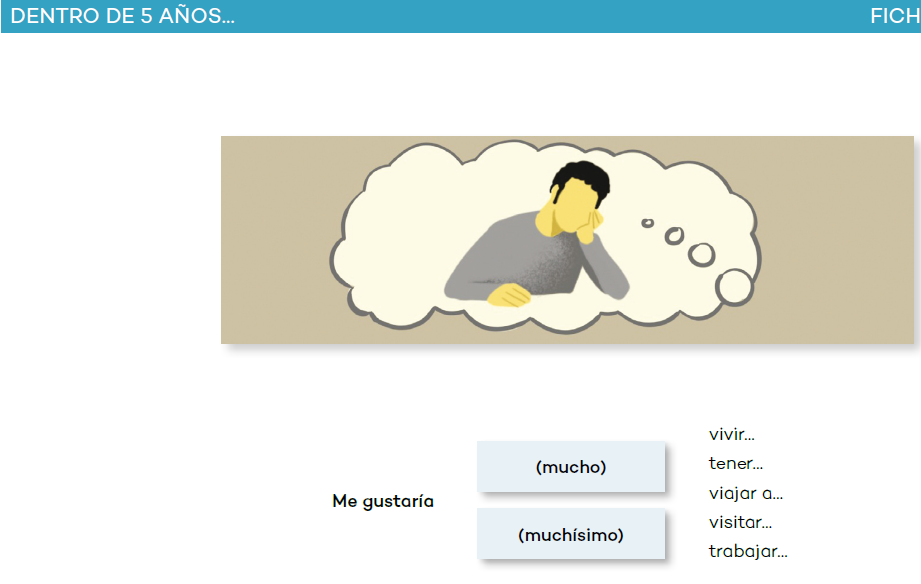 DENTRO DE 5 AÑOS...
FICH
vivir...
(mucho)
tener...
Me gustaría
viajar a...
(muchísimo)
visitar...
trabajar...